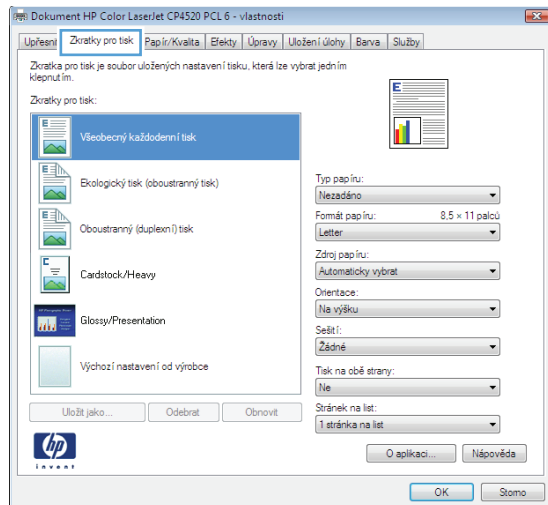 Dokument HP Color LaserJet CP4520 PCL 6 - vlastnosti
Upřesnit Zkratky pro tisk Papír/Kvalita Efekty Úpravy Uložení úlohy Barva Služby
Zkratka pro tisk je soubor uložených nastavení tisku, která lze vybrat jedním
klepnutím.
Zkratky pro tisk:
Všeobecný každodenní tisk
Ekologický tisk (oboustranný tisk)
Oboustranný (duplexní) tisk
Cardstock/Heavy
Glossy/Presentation
Výchozí nastavení od výrobce
Uložit jako... Odebrat Obnovit
hp
invent
E
Typ papíru:
Nezadáno
Formát papíru: 8,5 × 11 palců
Letter
Zdroj papíru:
Automaticky vybrat
Orientace:
Na výšku
Sešití:
Žádné
Tisk na obě strany:
Ne
Stránek na list:
1 stránka na list
O aplikaci... Nápověda
OK Storno